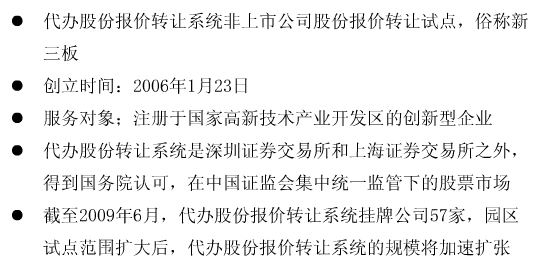 ● 代办股份报价转让系统非上市公司股份报价转让试点，俗称新
三板
● 创立时间：2006年1月23日
● 服务对象；注册于国家高新技术产业开发区的创新型企业
● 代办股份转让系统是深圳证券交易所和上海证券交易所之外，
得到国务院认可，在中国证监会集中统一监管下的股票市场
● 截至2009年6月，代办股份报价转让系统挂牌公司57家，园区
试点范围扩大后，代办股份报价转让系统的规模将加速扩张